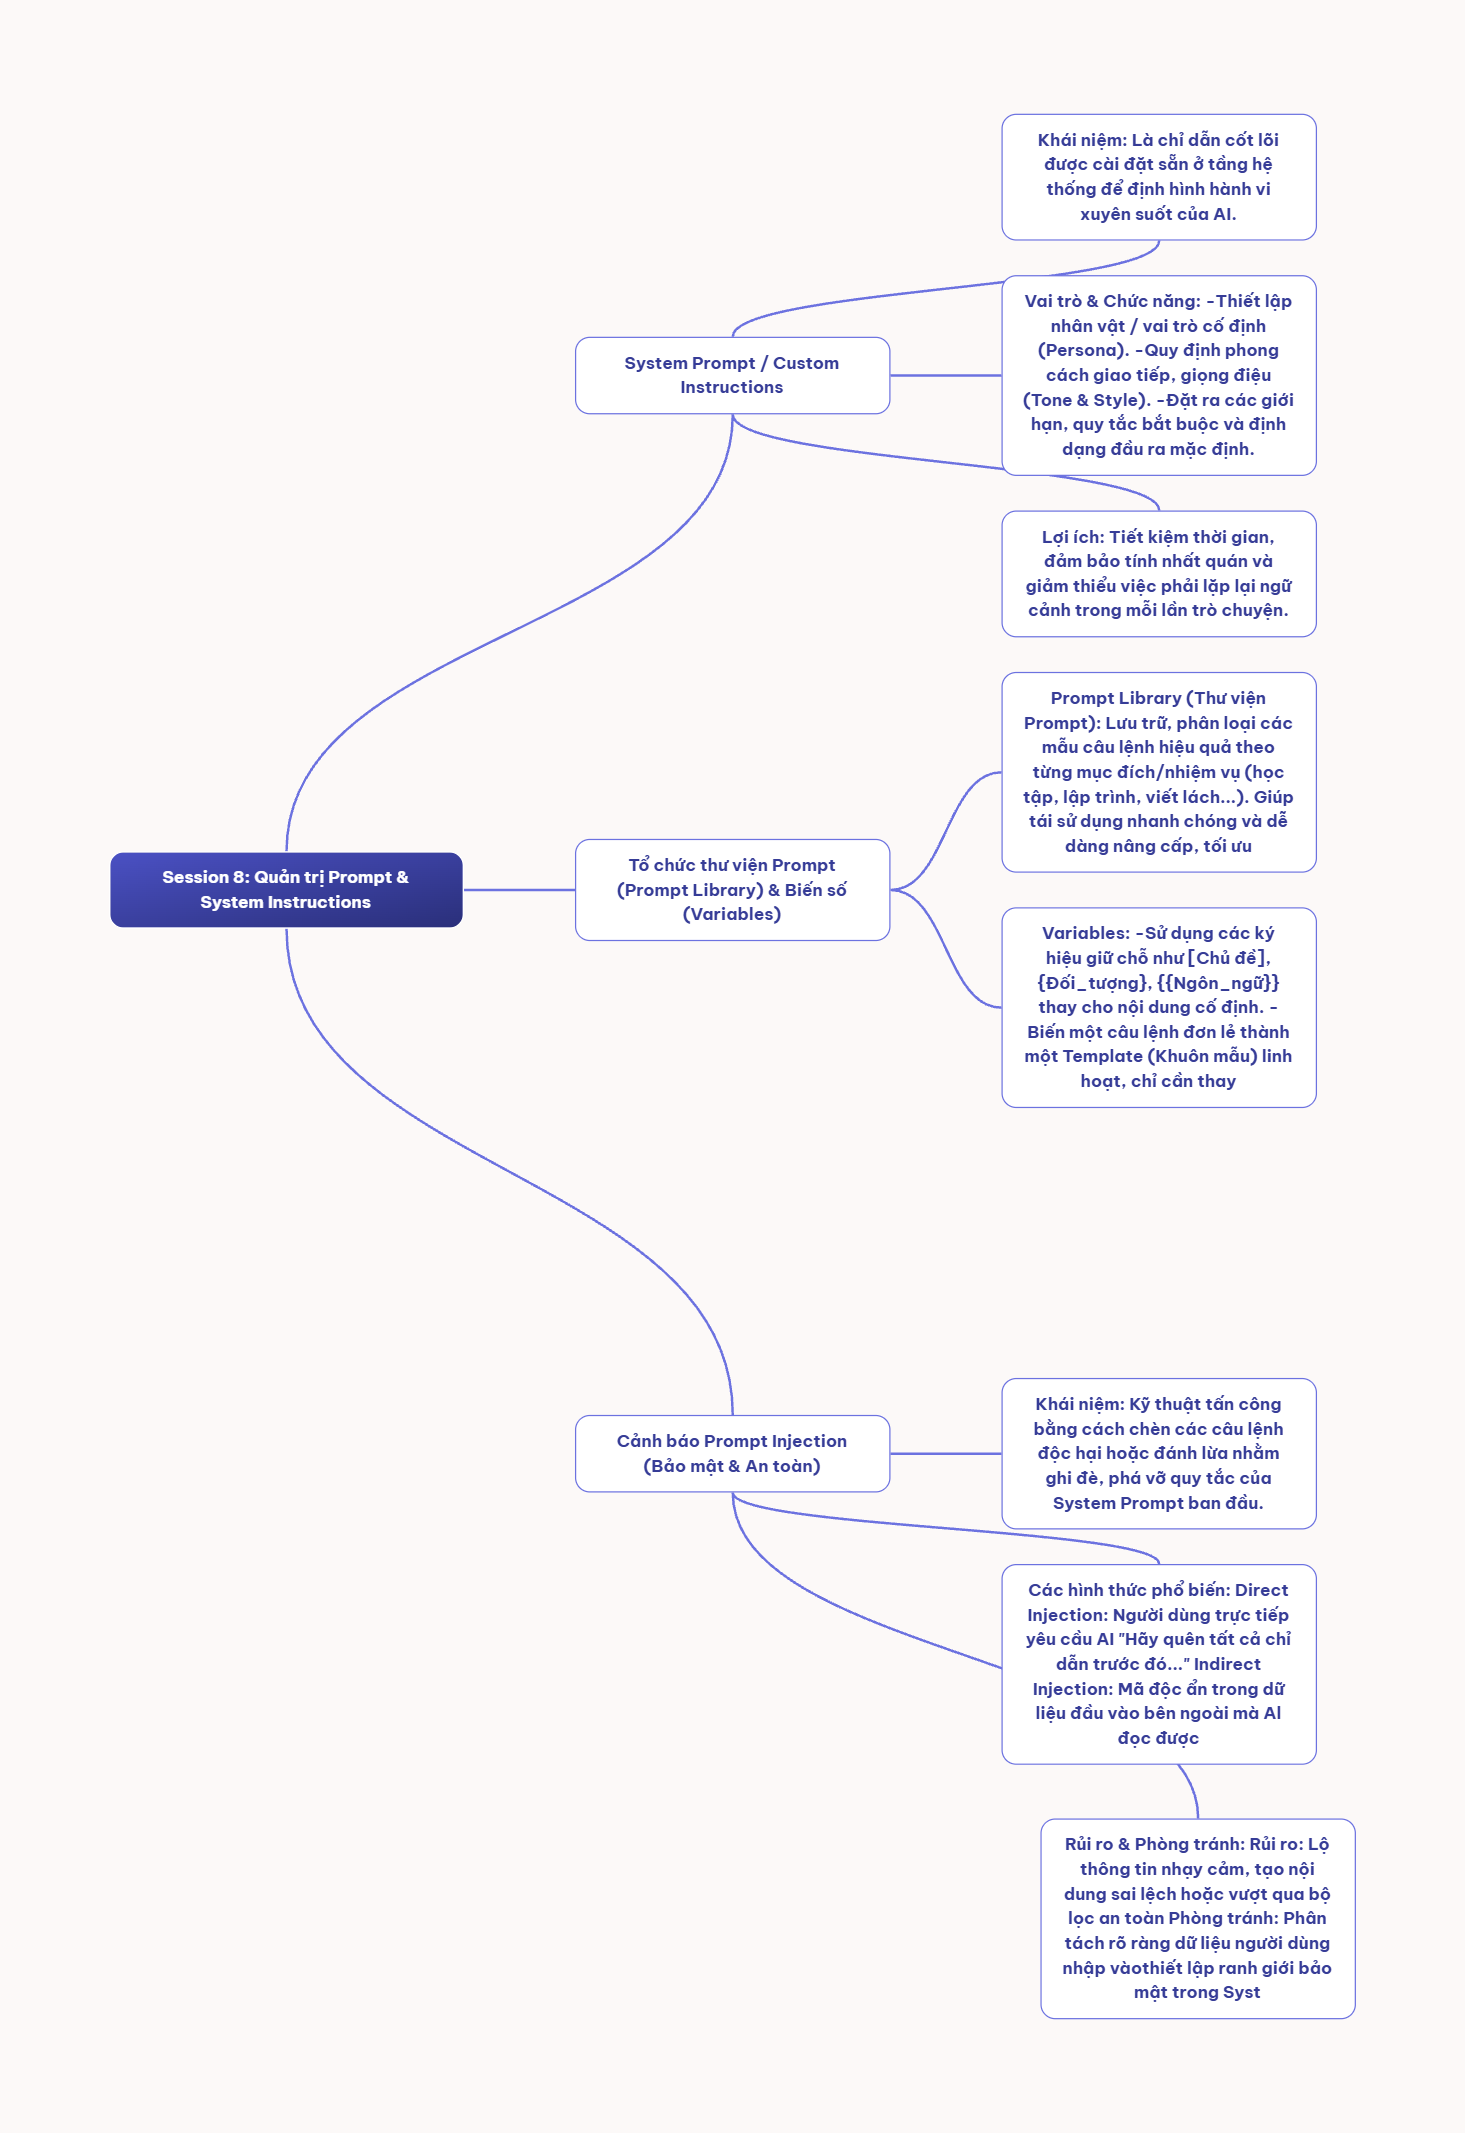 Khái niệm: Là chỉ dẫn cốt lõi
được cài đặt sẵn ở tầng hệ
thống để định hình hành vi
xuyên suốt của AI.
Vai trò & Chức năng: -Thiết lập
nhân vật / vai trò cố định
(Persona). -Quy định phong
cách giao tiếp, giọng điệu
(Tone & Style). -Đặt ra các giới
hạn, quy tắc bắt buộc và định
dạng đầu ra mặc định.
System Prompt / Custom
Instructions
Lợi ích: Tiết kiệm thời gian,
đảm bảo tính nhất quán và
giảm thiểu việc phải lặp lại ngữ
cảnh trong mỗi lần trò chuyện.
Prompt Library (Thư viện
Prompt): Lưu trữ, phân loại các
mẫu câu lệnh hiệu quả theo
từng mục đích/nhiệm vụ (học
tập, lập trình, viết lách...). Giúp
tái sử dụng nhanh chóng và dễ
dàng nâng cấp, tối ưu
Session 8: Quản trị Prompt &
System Instructions
Tổ chức thư viện Prompt
(Prompt Library) & Biến số
(Variables)
Variables: -Sử dụng các ký
hiệu giữ chỗ như [Chủ đề],
{Đối_tượng}, {{Ngôn_ngữ}}
thay cho nội dung cố định. -
Biến một câu lệnh đơn lẻ thành
một Template (Khuôn mẫu) linh
hoạt, chỉ cần thay
Cảnh báo Prompt Injection
(Bảo mật & An toàn)
Khái niệm: Kỹ thuật tấn công
bằng cách chèn các câu lệnh
độc hại hoặc đánh lừa nhằm
ghi đè, phá vỡ quy tắc của
System Prompt ban đầu.
Các hình thức phổ biến: Direct
Injection: Người dùng trực tiếp
yêu cầu AI "Hãy quên tất cả chỉ
dẫn trước đó..." Indirect
Injection: Mã độc ẩn trong dữ
liệu đầu vào bên ngoài mà AI
đọc được
Rủi ro & Phòng tránh: Rủi ro: Lộ
thông tin nhạy cảm, tạo nội
dung sai lệch hoặc vượt qua bộ
lọc an toàn Phòng tránh: Phân
tách rõ ràng dữ liệu người dùng
nhập vàothiết lập ranh giới bảo
mật trong Syst